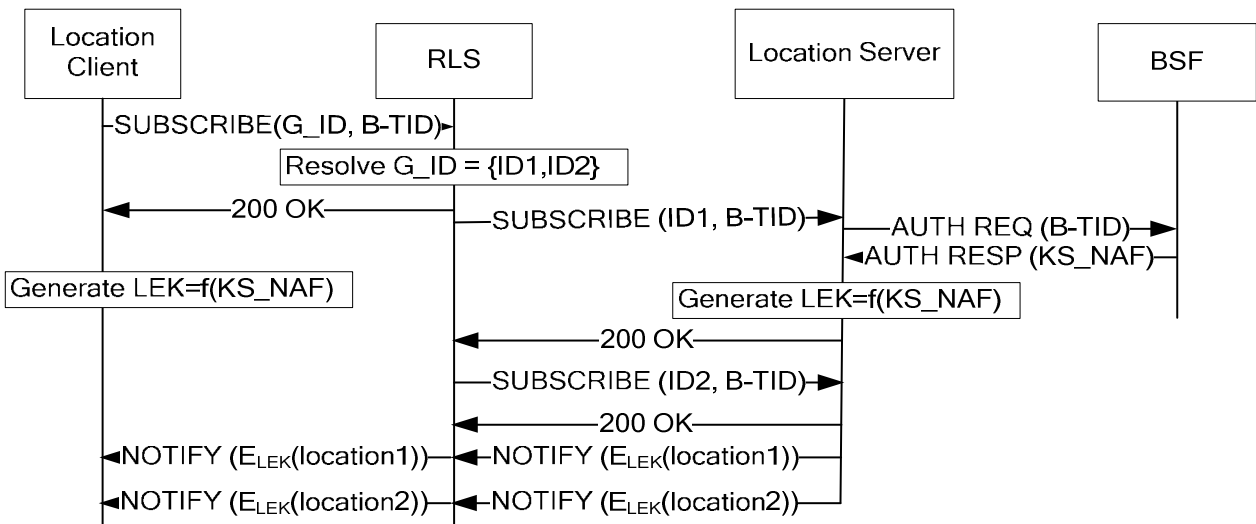 Location
Client
RLS
Location Server
BSF
SUBSCRIBE(G_ID, B-TID)
Resolve G_ID = {ID1,ID2}
200 OK
SUBSCRIBE (ID1, B-TID)
AUTH REQ (B-TID)
AUTH RESP (KS_NAF)
Generate LEK=f(KS_NAF)
Generate LEK=f(KS_NAF)
200 OK
SUBSCRIBE (ID2, B-TID)
200 OK
NOTIFY (ELEK(location1))
NOTIFY (ELEK(location1))
NOTIFY (ELEK(location2))
NOTIFY (ELEK(location2))